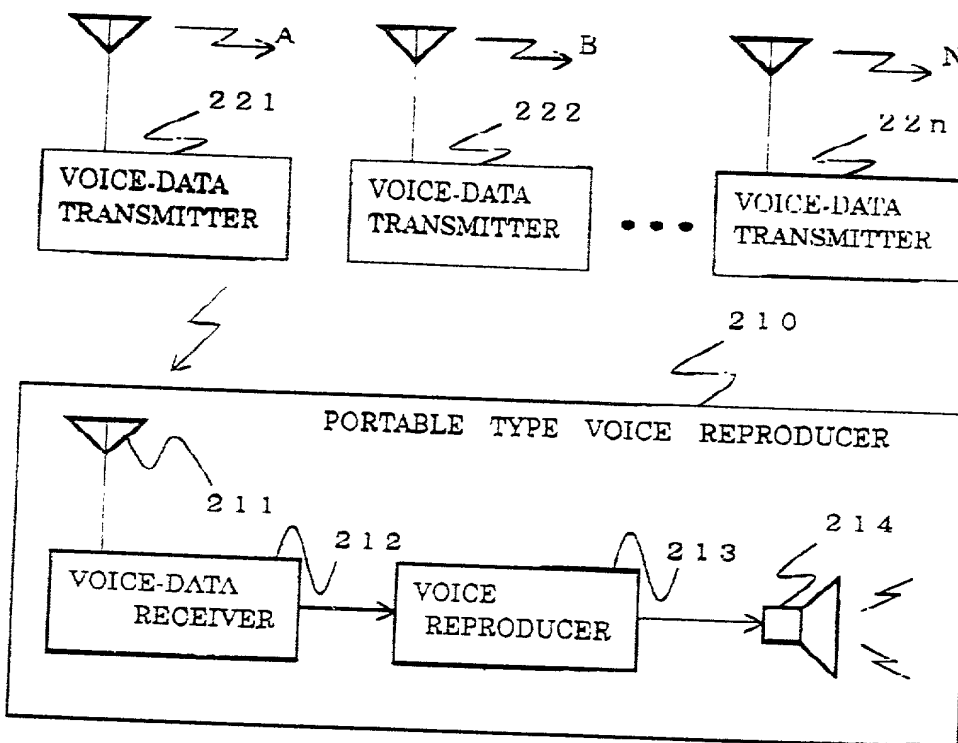 A
B
N
221
222
22n
VOICE-DATA
TRANSMITTER
VOICE-DATA
TRANSMITTER
VOICE-DATA
TRANSMITTER
210
PORTABLE TYPE VOICE REPRODUCER
211
212
213
214
VOICE-DATA
RECEIVER
VOICE
REPRODUCER